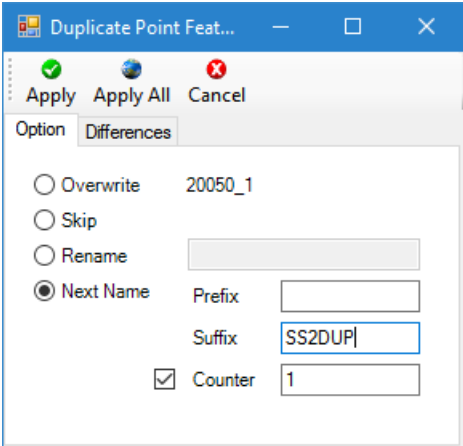 Duplicate Point Feat...
Apply Apply All Cancel
Option Differences
Overwrite 20050_1
Skip
Rename
Next Name Prefix
Suffix SS2DUP
Counter 1